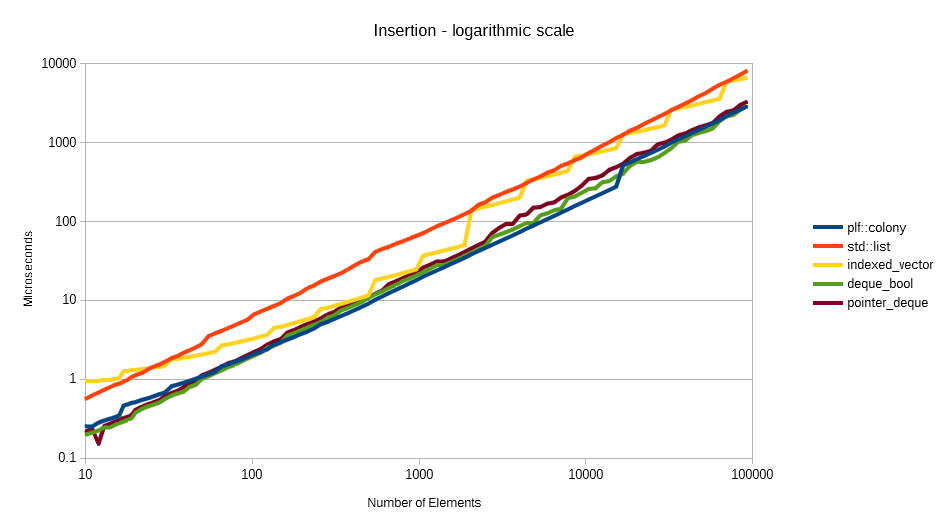 Insertion - logarithmic scale
10000
1000
100
10
1
0.1
Microseconds
10
100
1000
10000
100000
Number of Elements
plf::colony
std::list
indexed_vector
deque_bool
pointer_deque